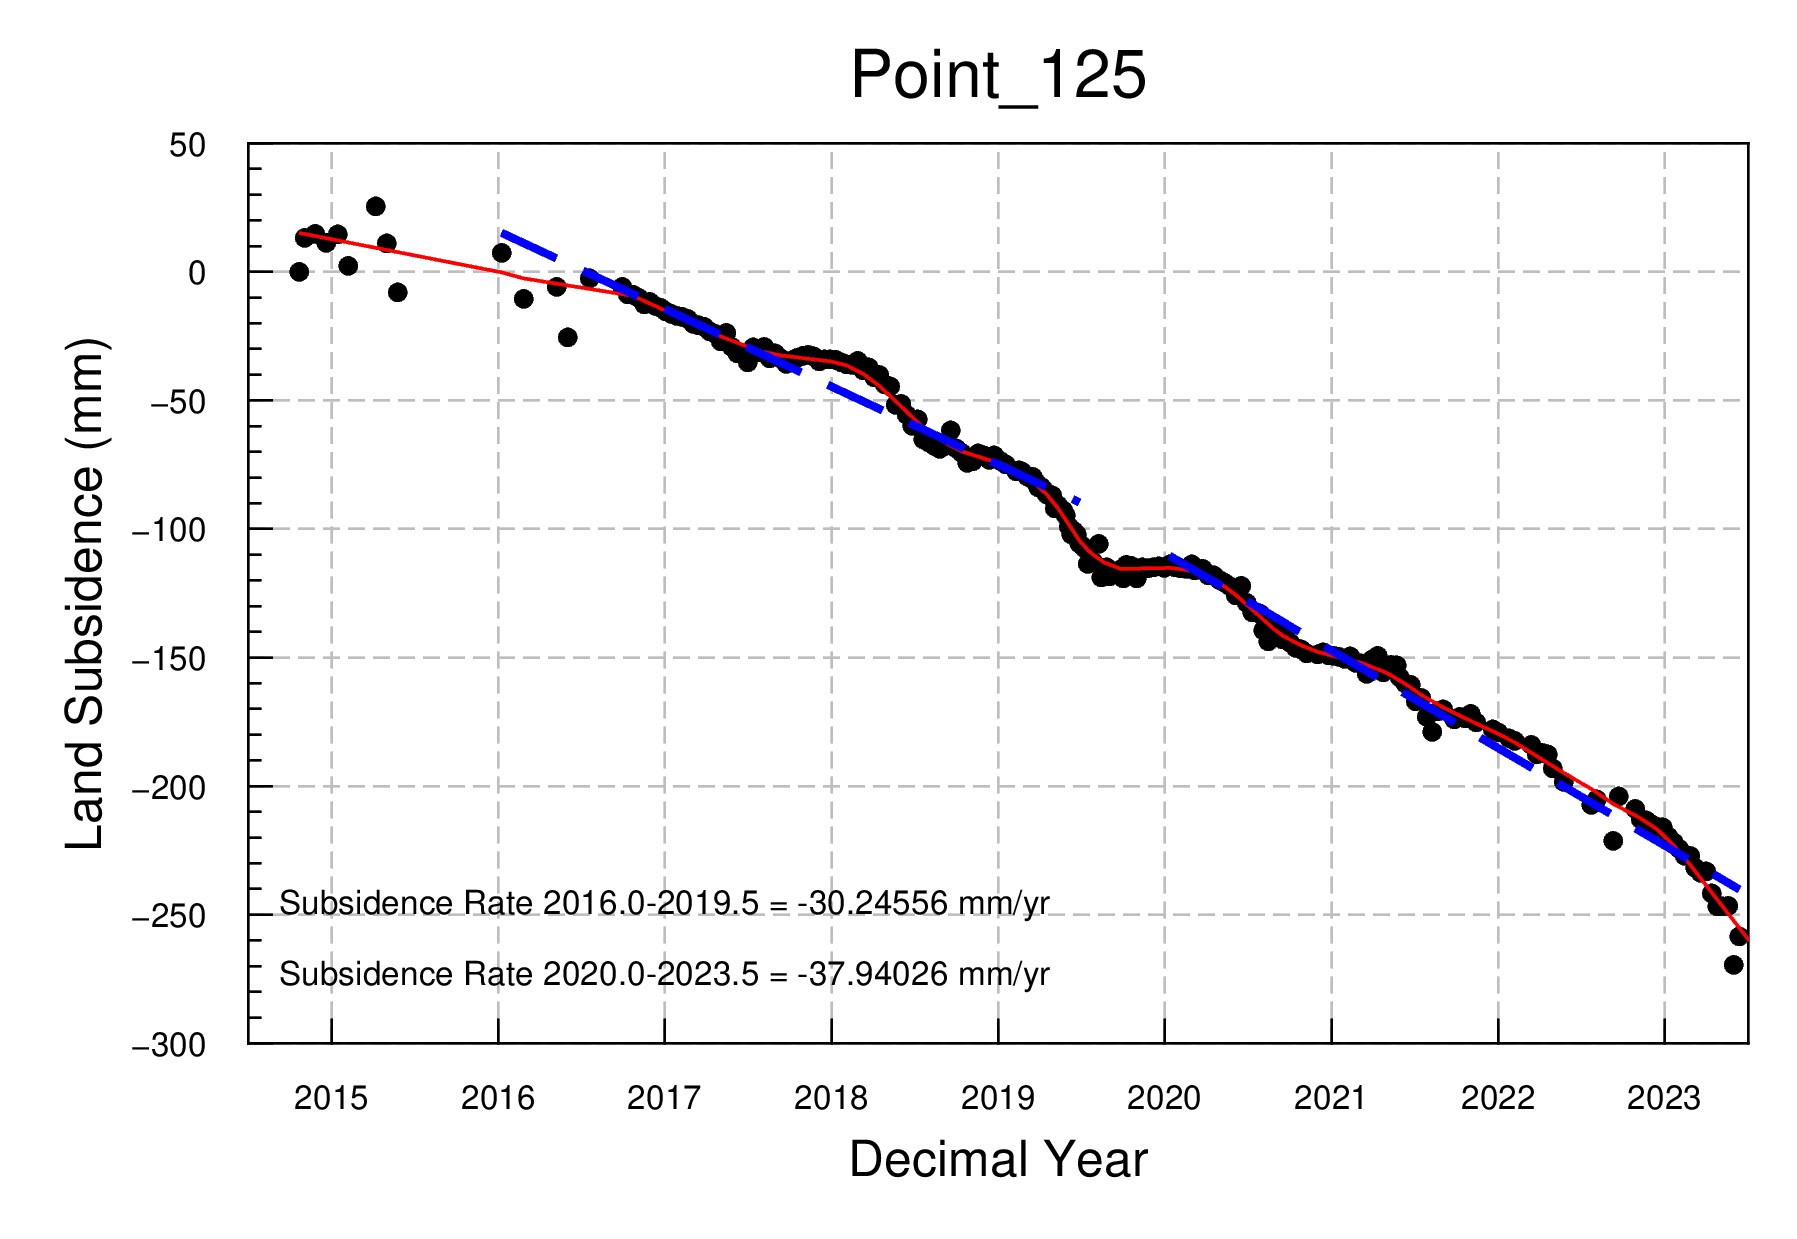 Point_125
50
0
−50
−100
−150
−200
−250
−300
Land Subsidence (mm)
Subsidence Rate 2016.0-2019.5 = -30.24556 mm/yr
Subsidence Rate 2020.0-2023.5 = -37.94026 mm/yr
2015 2016 2017 2018 2019 2020 2021 2022 2023
Decimal Year